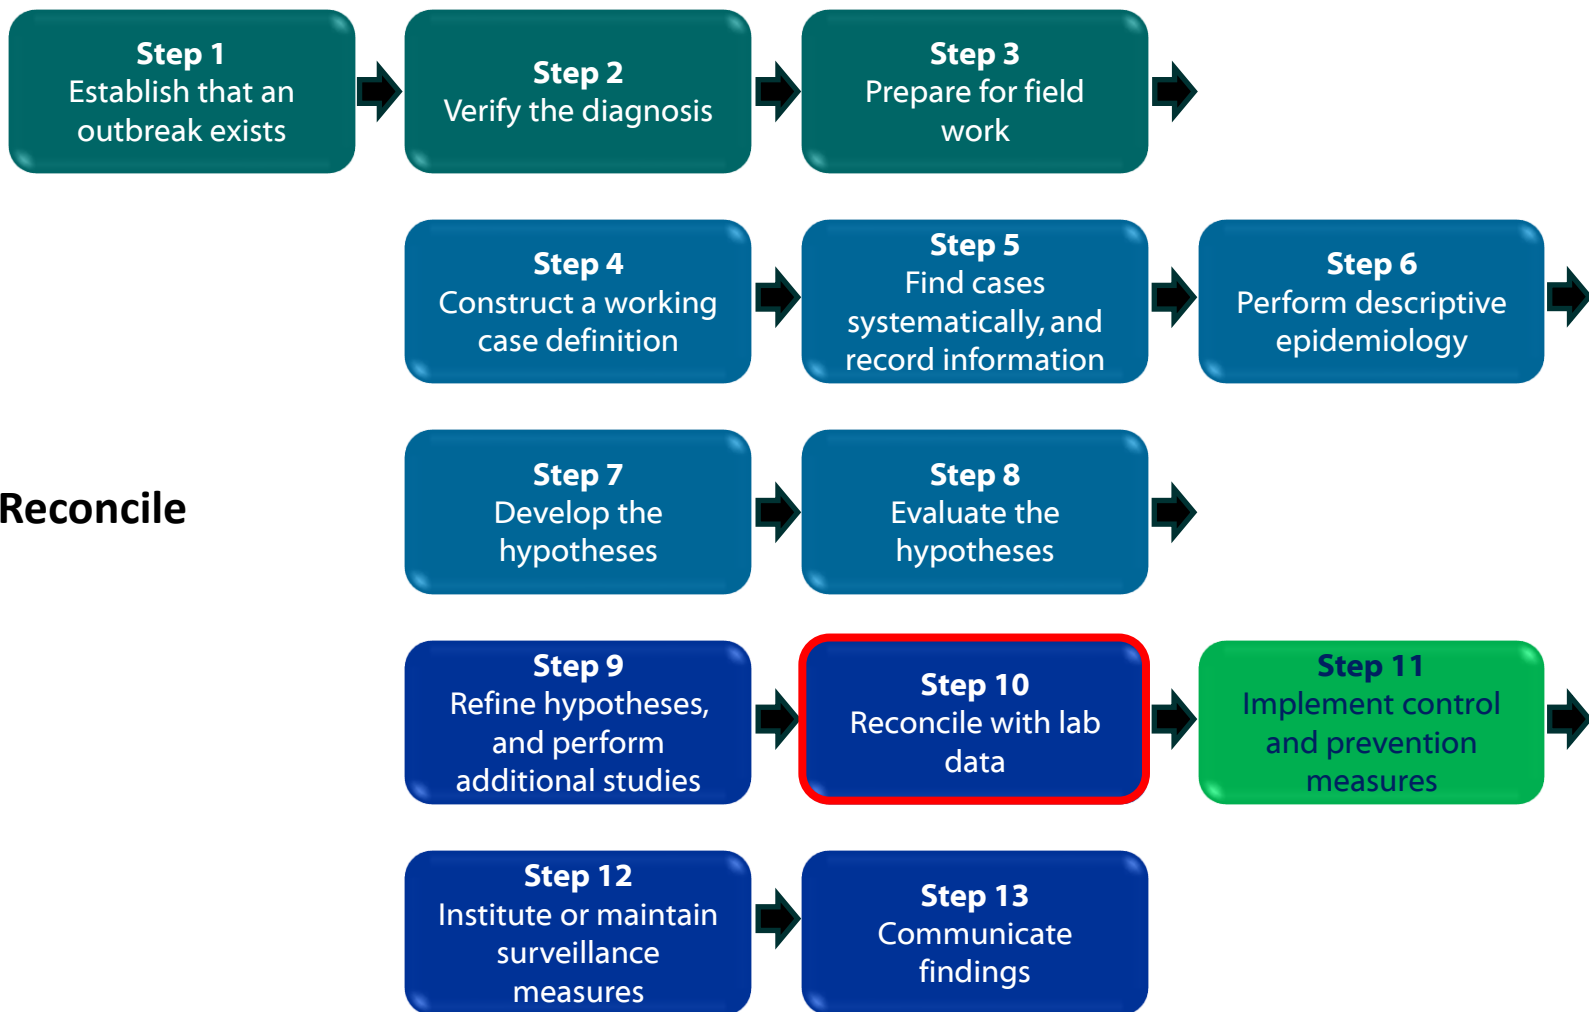 Step 1
Establish that an
outbreak exists
Step 2
Verify the diagnosis
Step 3
Prepare for field
work
Step 4
Construct a working
case definition
Step 5
Find cases
systematically, and
record information
Step 6
Perform descriptive
epidemiology
Reconcile
Step 7
Develop the
hypotheses
Step 8
Evaluate the
hypotheses
Step 9
Refine hypotheses,
and perform
additional studies
Step 10
Reconcile with lab
data
Step 11
Implement control
and prevention
measures
Step 12
Institute or maintain
surveillance
measures
Step 13
Communicate
findings